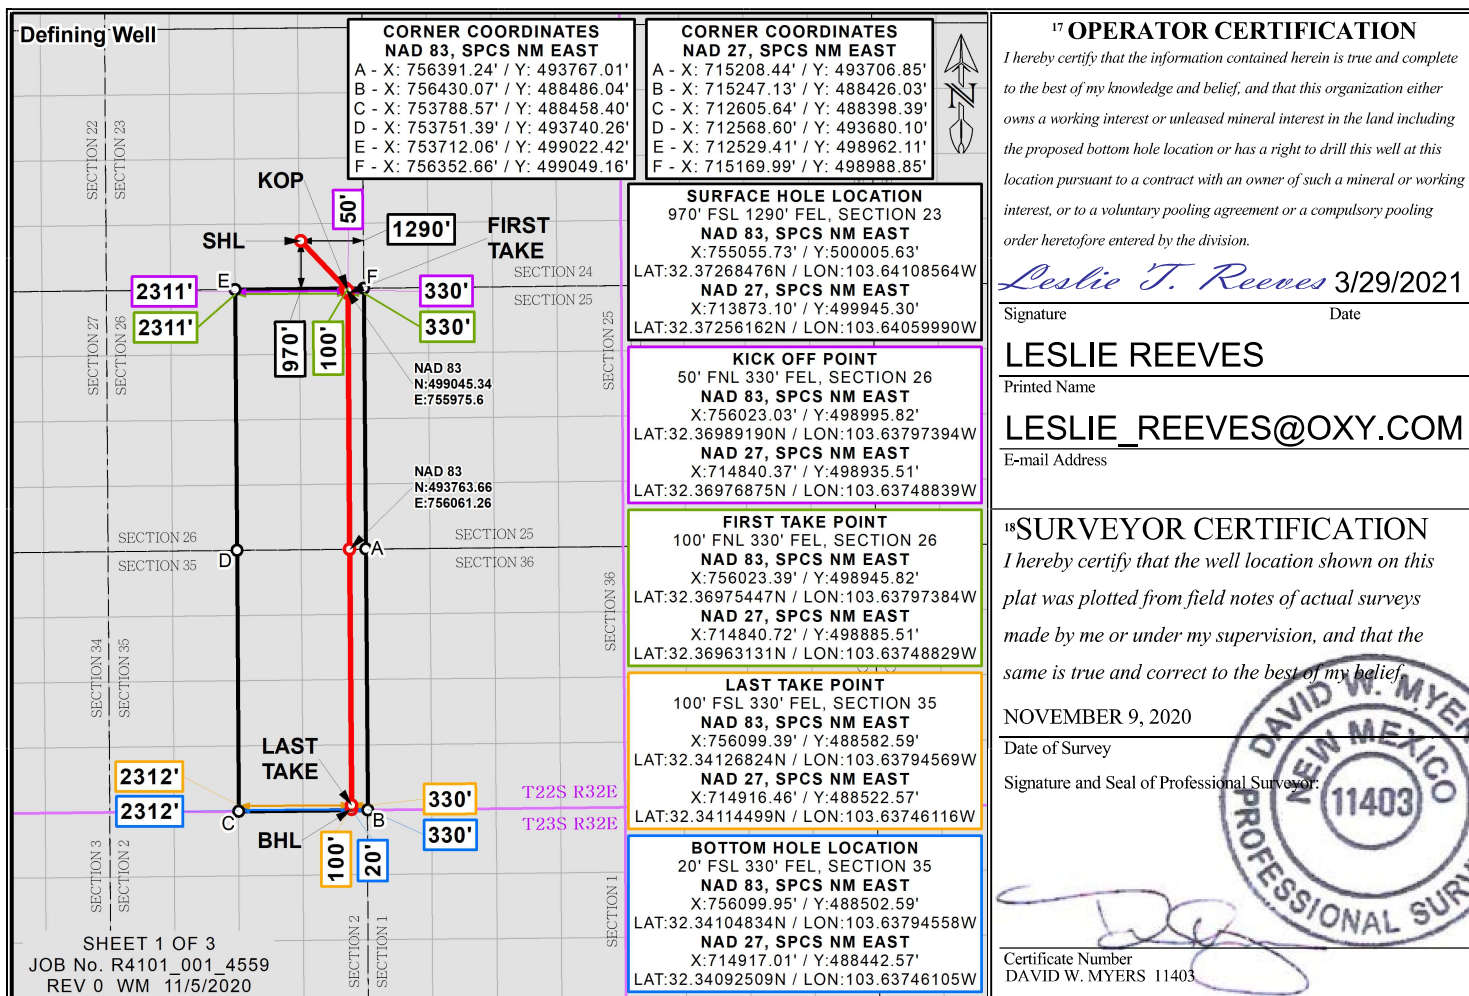 Defining Well
CORNER COORDINATES
NAD 83, SPCS NM EAST
A - X: 756391.24' / Y: 493767.01'
B - X: 756430.07' / Y: 488486.04'
C - X: 753788.57' / Y: 488458.40'
D - X: 753751.39' / Y: 493740.26'
E - X: 753712.06' / Y: 499022.42'
F - X: 756352.66' / Y: 499049.16'
CORNER COORDINATES
NAD 27, SPCS NM EAST
A - X: 715208.44' / Y: 493706.85'
B - X: 715247.13' / Y: 488426.03'
C - X: 712605.64' / Y: 488398.39'
D - X: 712568.60' / Y: 493680.10'
E - X: 712529.41' / Y: 498962.11'
F - X: 715169.99' / Y: 498988.85'
N
SECTION 22
SECTION 23
KOP
50'
1290'
SHL
FIRST
TAKE
SECTION 24
SECTION 25
E
F
2311'
330'
2311'
330'
970'
100'
SECTION 27
SECTION 26
SECTION 25
NAD 83
N:499045.34
E:755975.6
NAD 83
N:493763.66
E:756061.26
SECTION 26
SECTION 35
SECTION 25
SECTION 36
D
A
SECTION 36
SECTION 34
SECTION 35
LAST
TAKE
2312'
330'
2312'
330'
T22S R32E
T23S R32E
C
B
BHL
100'
20'
SECTION 3
SECTION 2
SECTION 2
SECTION 1
SECTION 1
SHEET 1 OF 3
JOB No. R4101_001_4559
REV 0 WM 11/5/2020
SURFACE HOLE LOCATION
970' FSL 1290' FEL, SECTION 23
NAD 83, SPCS NM EAST
X:755055.73' / Y:500005.63'
LAT:32.37268476N / LON:103.64108564W
NAD 27, SPCS NM EAST
X:713873.10' / Y:499945.30'
LAT:32.37256162N / LON:103.64059990W
KICK OFF POINT
50' FNL 330' FEL, SECTION 26
NAD 83, SPCS NM EAST
X:756023.03' / Y:498995.82'
LAT:32.36989190N / LON:103.63797394W
NAD 27, SPCS NM EAST
X:714840.37' / Y:498935.51'
LAT:32.36976875N / LON:103.63748839W
FIRST TAKE POINT
100' FNL 330' FEL, SECTION 26
NAD 83, SPCS NM EAST
X:756023.39' / Y:498945.82'
LAT:32.36975447N / LON:103.63797384W
NAD 27, SPCS NM EAST
X:714840.72' / Y:498885.51'
LAT:32.36963131N / LON:103.63748829W
LAST TAKE POINT
100' FSL 330' FEL, SECTION 35
NAD 83, SPCS NM EAST
X:756099.39' / Y:488582.59'
LAT:32.34126824N / LON:103.63794569W
NAD 27, SPCS NM EAST
X:714916.46' / Y:488522.57'
LAT:32.34114499N / LON:103.63746116W
BOTTOM HOLE LOCATION
20' FSL 330' FEL, SECTION 35
NAD 83, SPCS NM EAST
X:756099.95' / Y:488502.59'
LAT:32.34104834N / LON:103.63794558W
NAD 27, SPCS NM EAST
X:714917.01' / Y:488442.57'
LAT:32.34092509N / LON:103.63746105W
17 OPERATOR CERTIFICATION
I hereby certify that the information contained herein is true and complete
to the best of my knowledge and belief, and that this organization either
owns a working interest or unleased mineral interest in the land including
the proposed bottom hole location or has a right to drill this well at this
location pursuant to a contract with an owner of such a mineral or working
interest, or to a voluntary pooling agreement or a compulsory pooling
order heretofore entered by the division.
Leslie T. Reeves 3/29/2021
Signature Date
LESLIE REEVES
Printed Name
LESLIE_REEVES@OXY.COM
E-mail Address
18 SURVEYOR CERTIFICATION
I hereby certify that the well location shown on this
plat was plotted from field notes of actual surveys
made by me or under my supervision, and that the
same is true and correct to the best of my belief.
NOVEMBER 9, 2020
Date of Survey
Signature and Seal of Professional Surveyor:
DAVID W. MYER
NEW MEXICO
11403
PROFESSIONAL SURV
Certificate Number
DAVID W. MYERS 11403